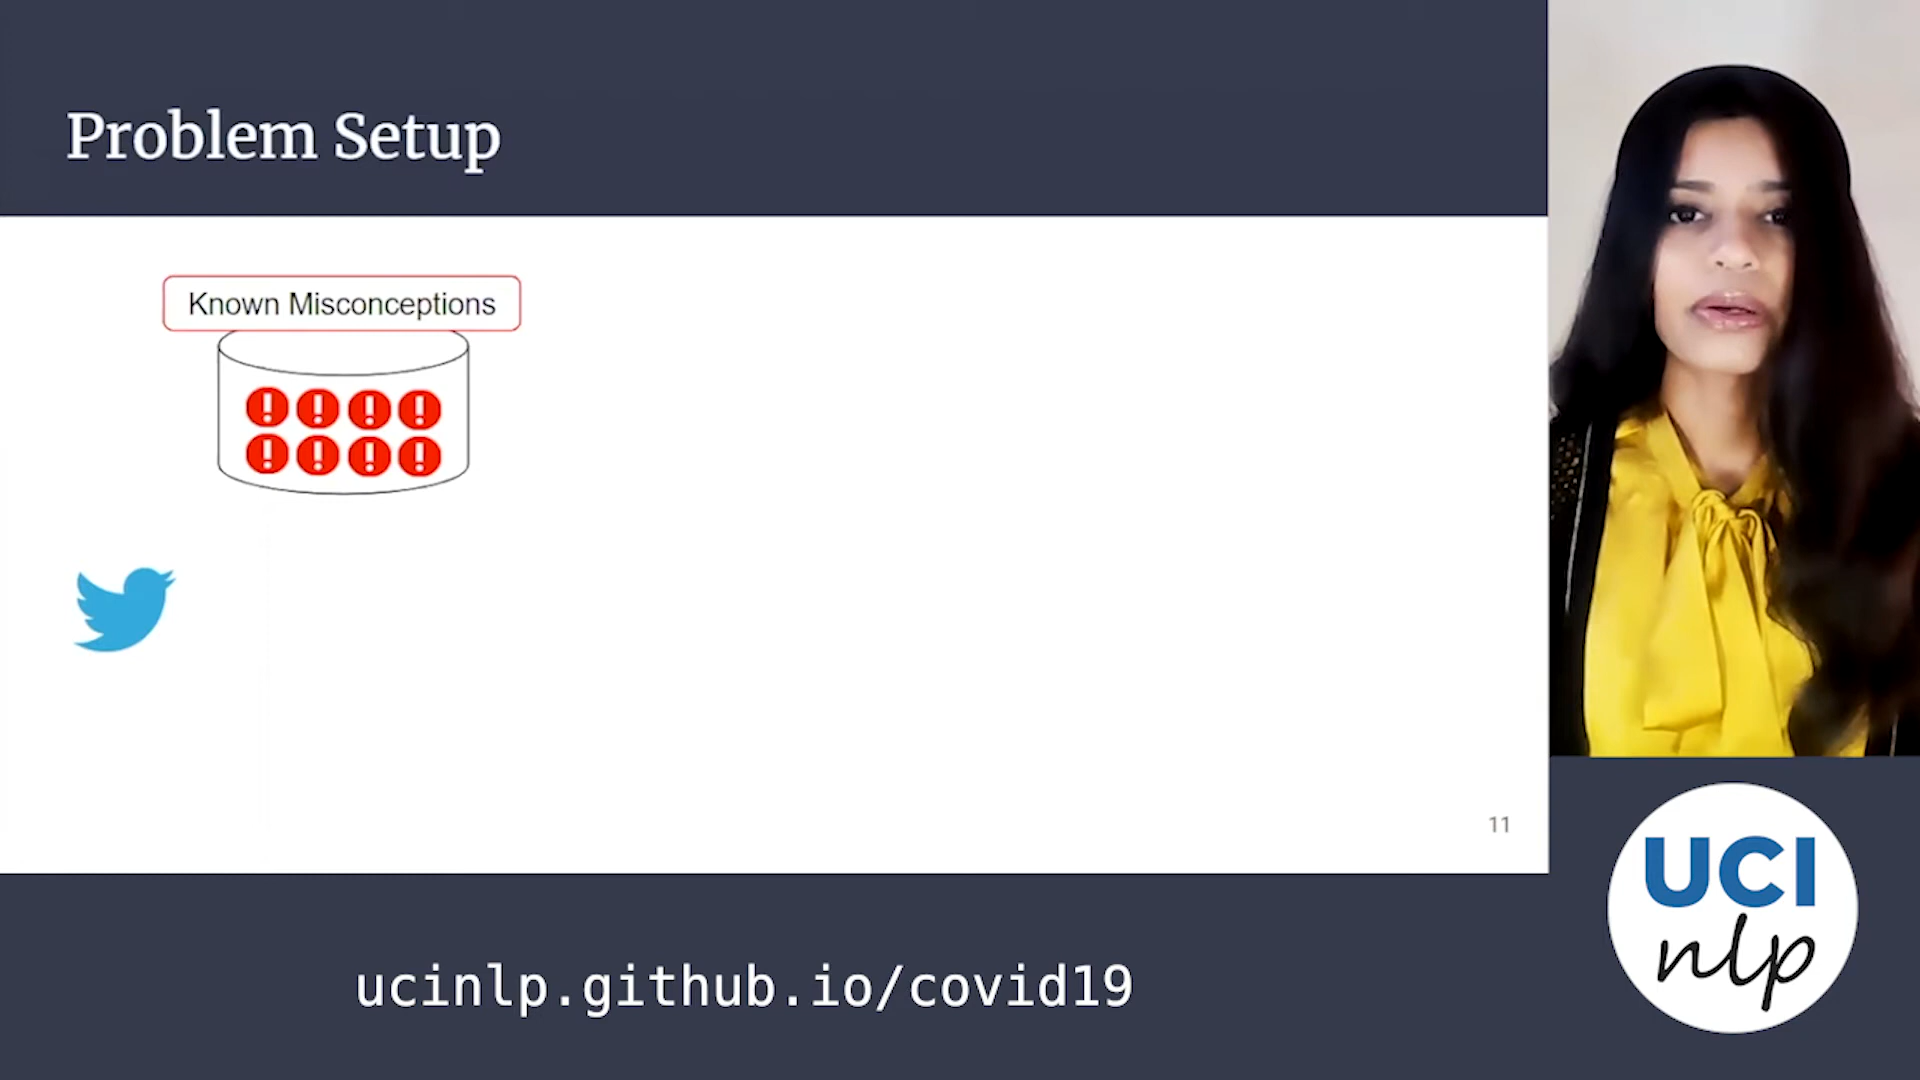 Problem Setup
Known Misconceptions
! ! ! !
! ! ! !
11
UCI
nlp
ucinlp.github.io/covid19